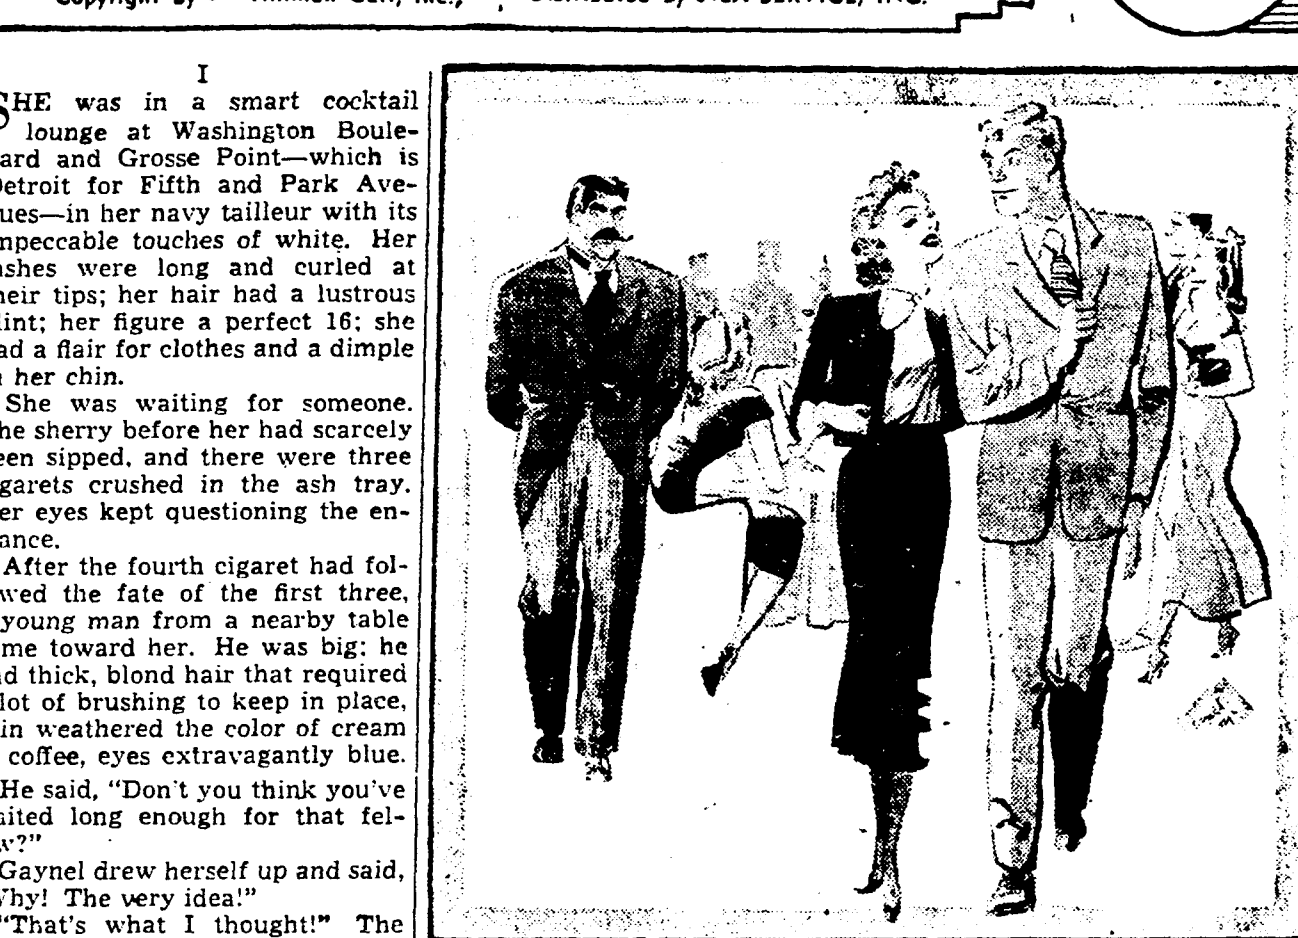 Copyright by
I
SHE was in a smart cocktail
lounge at Washington Boule-
ard and Grosse Point—which is
etroit for Fifth and Park Ave-
ues—in her navy tailleur with its
mpeccable touches of white. Her
ashes were long and curled at
heir tips; her hair had a lustrous
lint; her figure a perfect 16; she
ad a flair for clothes and a dimple
her chin.
She was waiting for someone.
he sherry before her had scarcely
een sipped, and there were three
garets crushed in the ash tray.
er eyes kept questioning the en-
ance.
After the fourth cigaret had fol-
wed the fate of the first three,
young man from a nearby table
me toward her. He was big; he
d thick, blond hair that required
lot of brushing to keep in place,
in weathered the color of cream
coffee, eyes extravagantly blue.
He said, "Don't you think you've
aited long enough for that fel-
w?"
Gaynel drew herself up and said,
Why! The very idea!"
"That's what I thought!" The